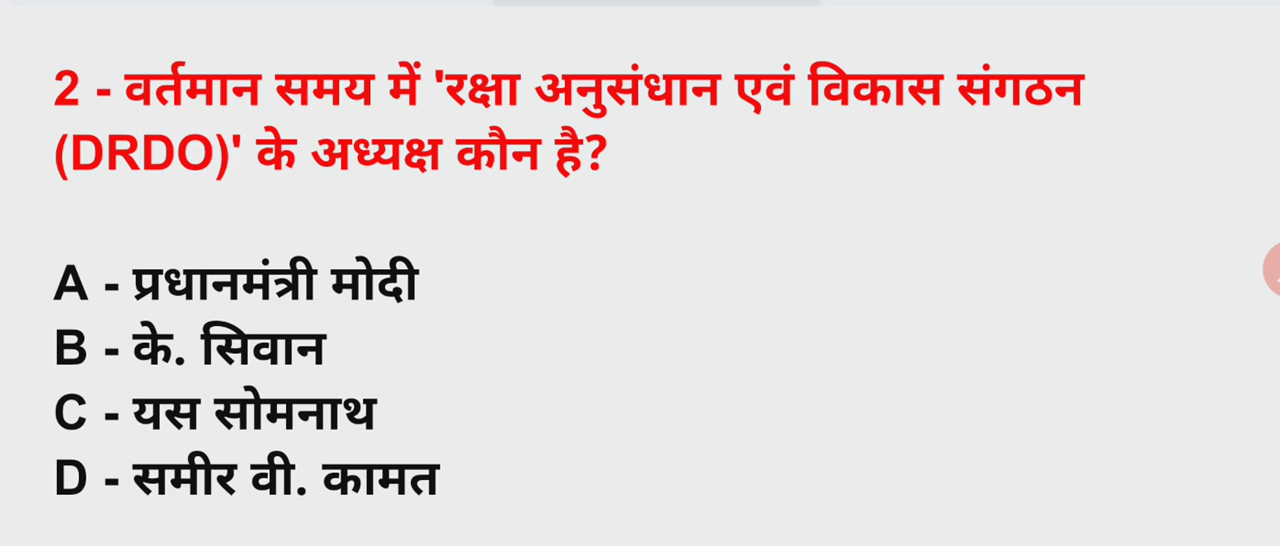 2 - वर्तमान समय में 'रक्षा अनुसंधान एवं विकास संगठन
(DRDO)' के अध्यक्ष कौन है?
A - प्रधानमंत्री मोदी
B - के. सिवान
C - यस सोमनाथ
D - समीर वी. कामत